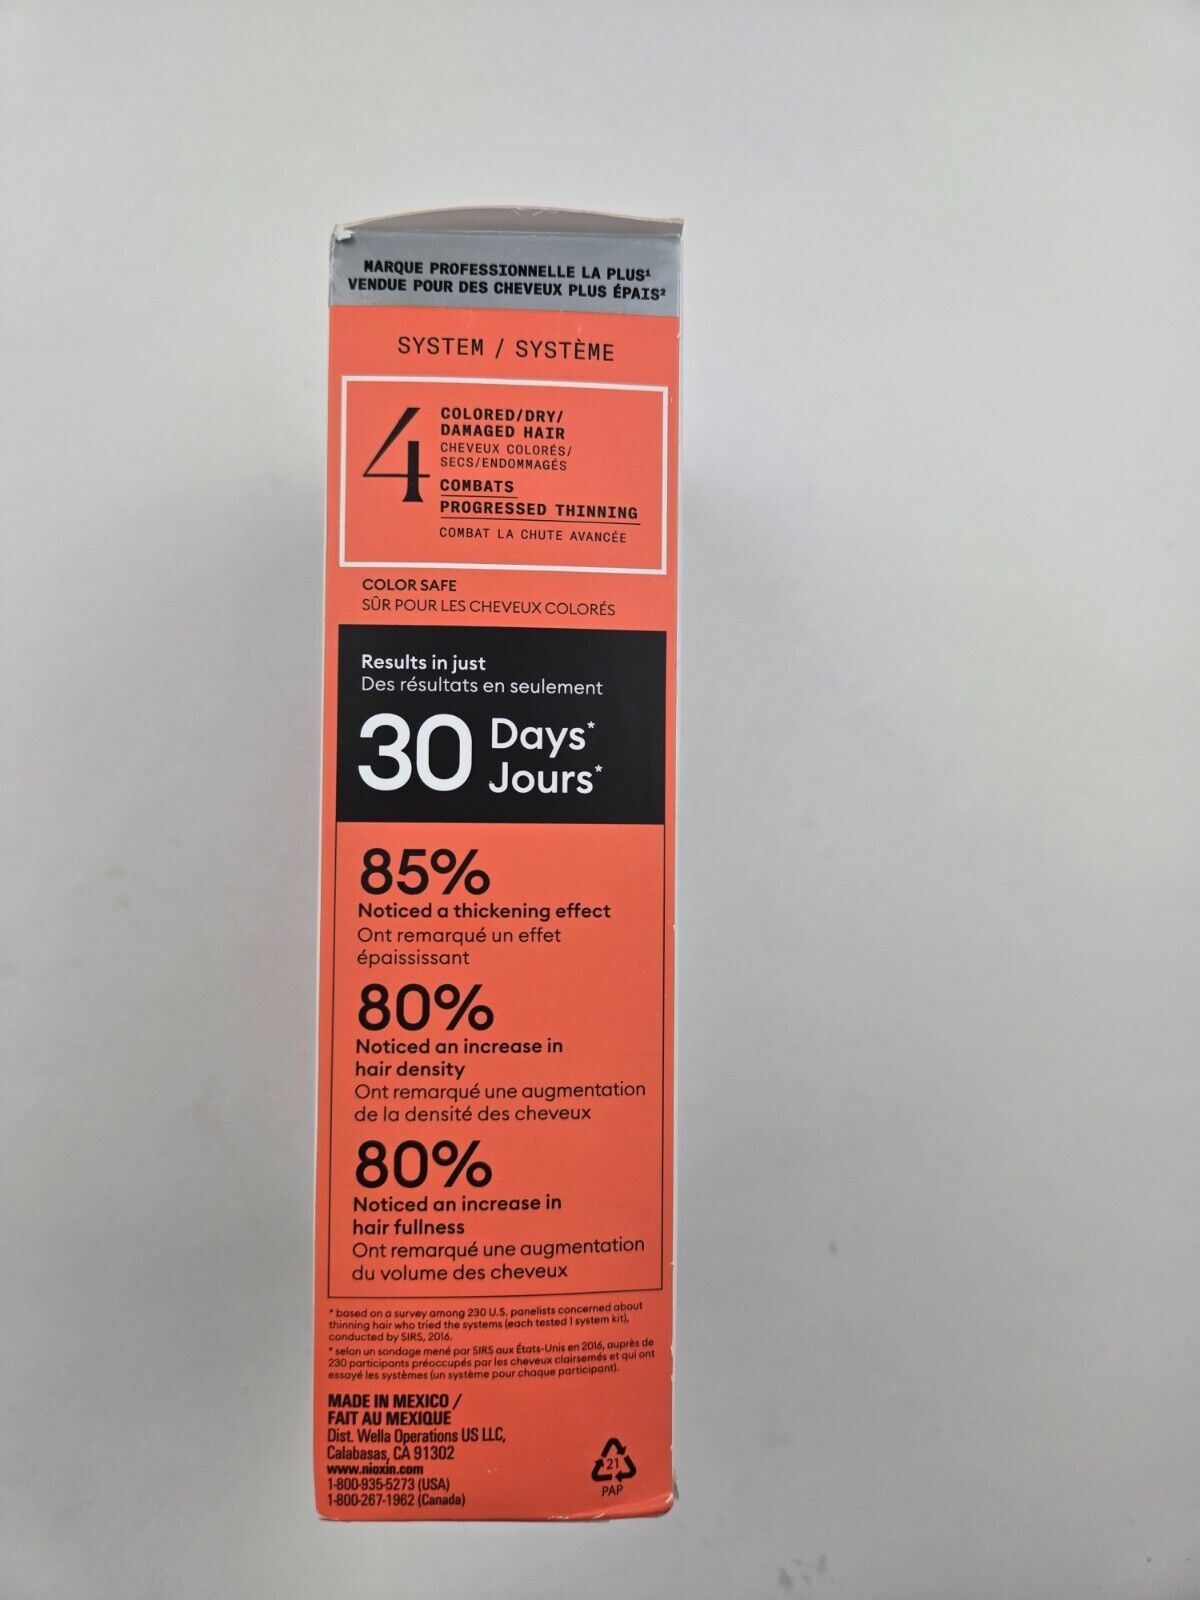 MARQUE PROFESSIONNELLE LA PLUS¹
VENDUE POUR DES CHEVEUX PLUS ÉPAIS²
SYSTEM / SYSTÈME
4
COLORED/DRY/
DAMAGED HAIR
CHEVEUX COLORÉS/
SECS/ENDOMMAGÉS
COMBATS
PROGRESSED THINNING
COMBAT LA CHUTE AVANCÉE
COLOR SAFE
SÛR POUR LES CHEVEUX COLORÉS
Results in just
Des résultats en seulement
30 Days*
Jours*
85%
Noticed a thickening effect
Ont remarqué un effet
épaississant
80%
Noticed an increase in
hair density
Ont remarqué une augmentation
de la densité des cheveux
80%
Noticed an increase in
hair fullness
Ont remarqué une augmentation
du volume des cheveux
* based on a survey among 230 U.S. panelists concerned about
thinning hair who tried the systems (each tested 1 system kit),
conducted by SIRS, 2016.
* selon un sondage mené par SIRS aux États-Unis en 2016, auprès de
230 participants préoccupés par les cheveux clairsemés et qui ont
essayé les systèmes (un système pour chaque participant).
MADE IN MEXICO /
FAIT AU MEXIQUE
Dist. Wella Operations US LLC,
Calabasas, CA 91302
www.nioxin.com
1-800-935-5273 (USA)
1-800-267-1962 (Canada)
21
PAP